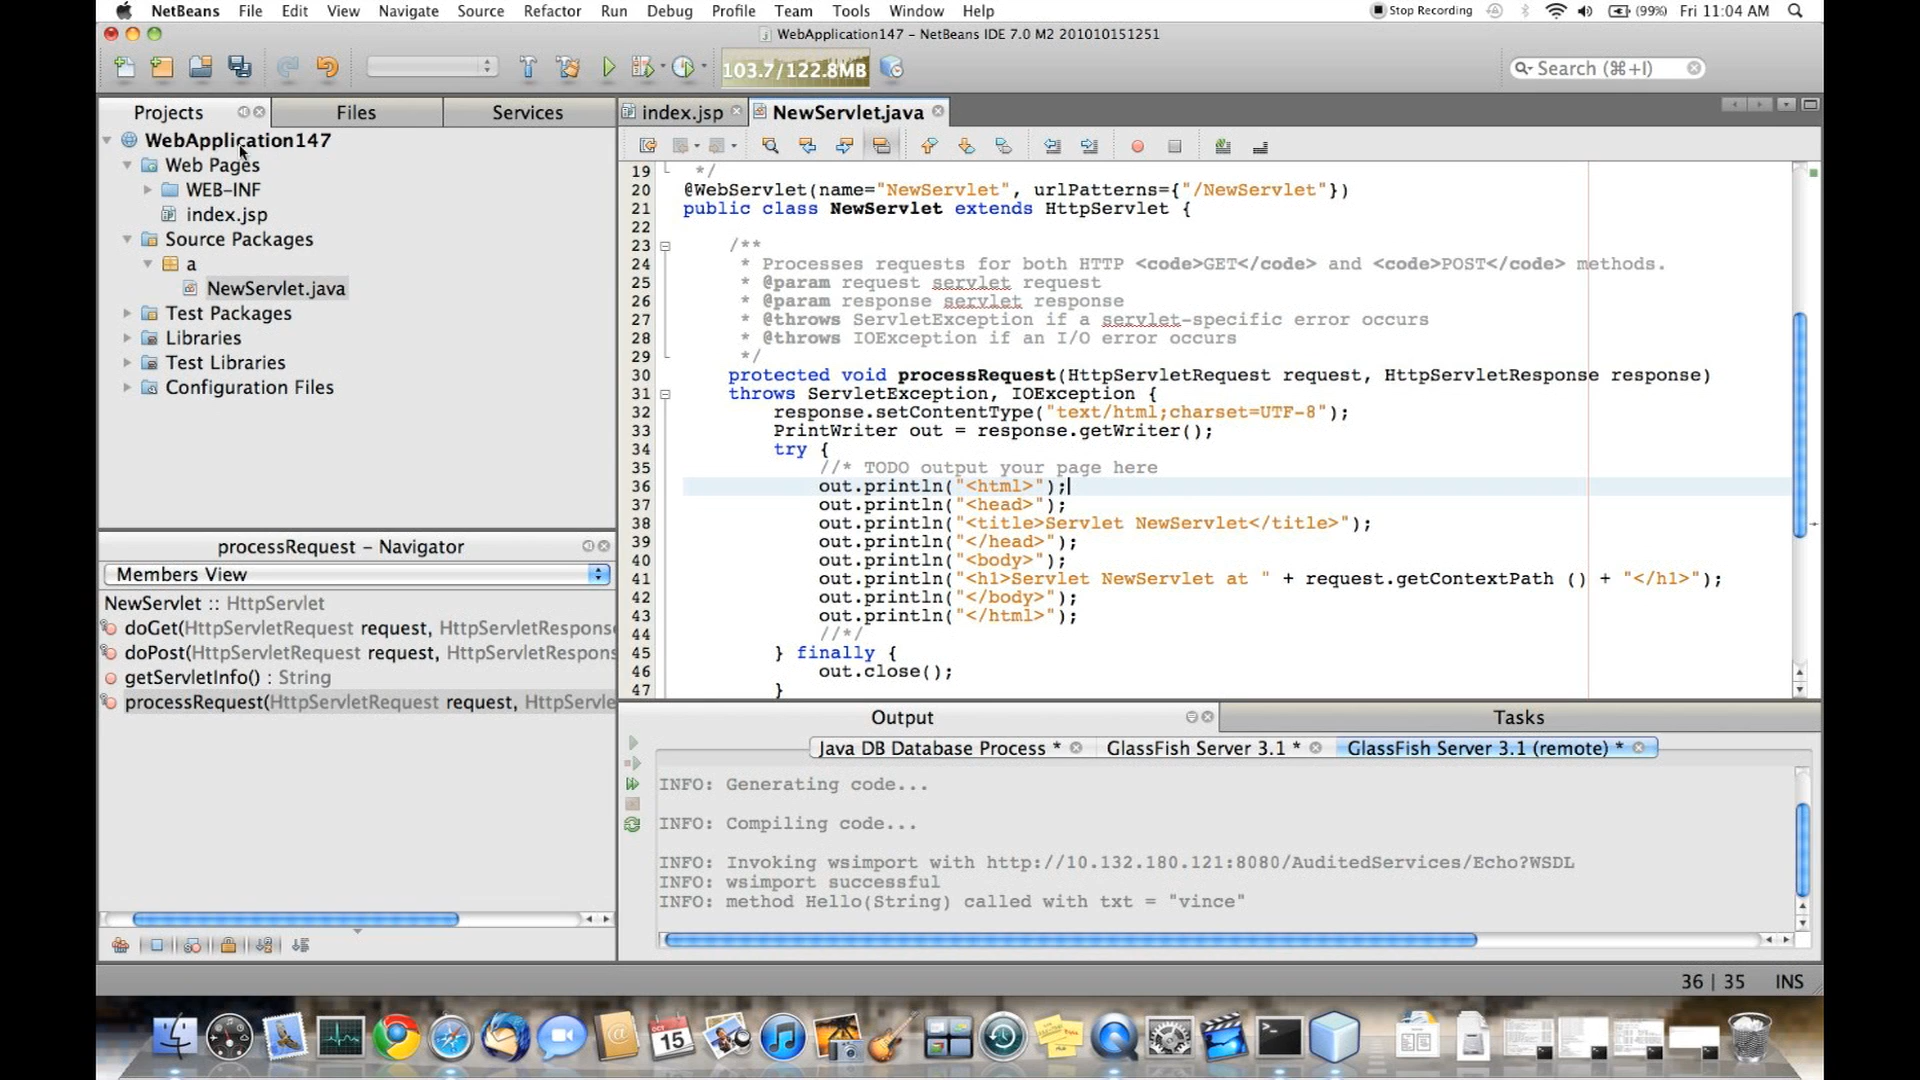 NetBeans File Edit View Navigate Source Refactor Run Debug Profile Team Tools Window Help Stop Recording (99%) Fri 11:04 AM
WebApplication147 – NetBeans IDE 7.0 M2 201010151251
103.7/122.8MB
Search (⌘+I)
Projects Files Services
index.jsp NewServlet.java
WebApplication147
Web Pages
WEB-INF
index.jsp
Source Packages
a
NewServlet.java
Test Packages
Libraries
Test Libraries
Configuration Files
19 */
20 @WebServlet(name="NewServlet", urlPatterns={"/NewServlet"})
21 public class NewServlet extends HttpServlet {
22
23 /**
24 * Processes requests for both HTTP <code>GET</code> and <code>POST</code> methods.
25 * @param request servlet request
26 * @param response servlet response
27 * @throws ServletException if a servlet-specific error occurs
28 * @throws IOException if an I/O error occurs
29 */
30 protected void processRequest(HttpServletRequest request, HttpServletResponse response)
31 throws ServletException, IOException {
32 response.setContentType("text/html;charset=UTF-8");
33 PrintWriter out = response.getWriter();
34 try {
35 //* TODO output your page here
36 out.println("<html>");
37 out.println("<head>");
38 out.println("<title>Servlet NewServlet</title>");
39 out.println("</head>");
40 out.println("<body>");
41 out.println("<h1>Servlet NewServlet at " + request.getContextPath () + "</h1>");
42 out.println("</body>");
43 out.println("</html>");
44 //*/
45 } finally {
46 out.close();
47 }
processRequest – Navigator
Members View
NewServlet :: HttpServlet
doGet(HttpServletRequest request, HttpServletResponse
doPost(HttpServletRequest request, HttpServletRespons
getServletInfo() : String
processRequest(HttpServletRequest request, HttpServle
Output Tasks
Java DB Database Process * GlassFish Server 3.1 * GlassFish Server 3.1 (remote) *
INFO: Generating code...
INFO: Compiling code...
INFO: Invoking wsimport with http://10.132.180.121:8080/AuditedServices/Echo?WSDL
INFO: wsimport successful
INFO: method Hello(String) called with txt = "vince"
36 | 35 INS
OCT
15